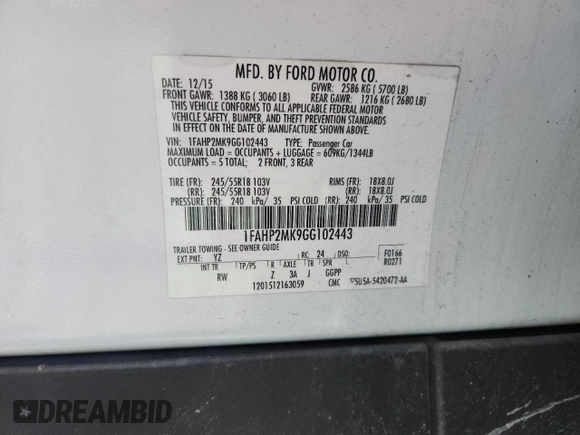 MFD. BY FORD MOTOR CO.
DATE: 12/15 GVWR: 2586 KG ( 5700 LB)
FRONT GAWR: 1388 KG ( 3060 LB) REAR GAWR: 1216 KG ( 2680 LB)
THIS VEHICLE CONFORMS TO ALL APPLICABLE FEDERAL MOTOR
VEHICLE SAFETY, BUMPER, AND THEFT PREVENTION STANDARDS
IN EFFECT ON THE DATE OF MANUFACTURE SHOWN ABOVE.
VIN: 1FAHP2MK9GG102443 TYPE: Passenger Car
MAXIMUM LOAD = OCCUPANTS + LUGGAGE = 609KG/1344LB
OCCUPANTS = 5 TOTAL; 2 FRONT, 3 REAR
TIRE (FR): 245/55R18 103V RIMS (FR): 18X8.0J
(RR): 245/55R18 103V (RR): 18X8.0J
PRESSURE (FR): 240 kPa/ 35 PSI COLD (RR): 240 kPa/ 35 PSI COLD
1FAHP2MK9GG102443
TRAILER TOWING - SEE OWNER GUIDE
EXT PNT: YZ RC: 24 DSO: F0166
INT TR TP/PS R AXLE TR SPR R0271
RW Z 3A J GGPP
1201512163059 CMC 5U5A-5420472-AA
DREAMBID